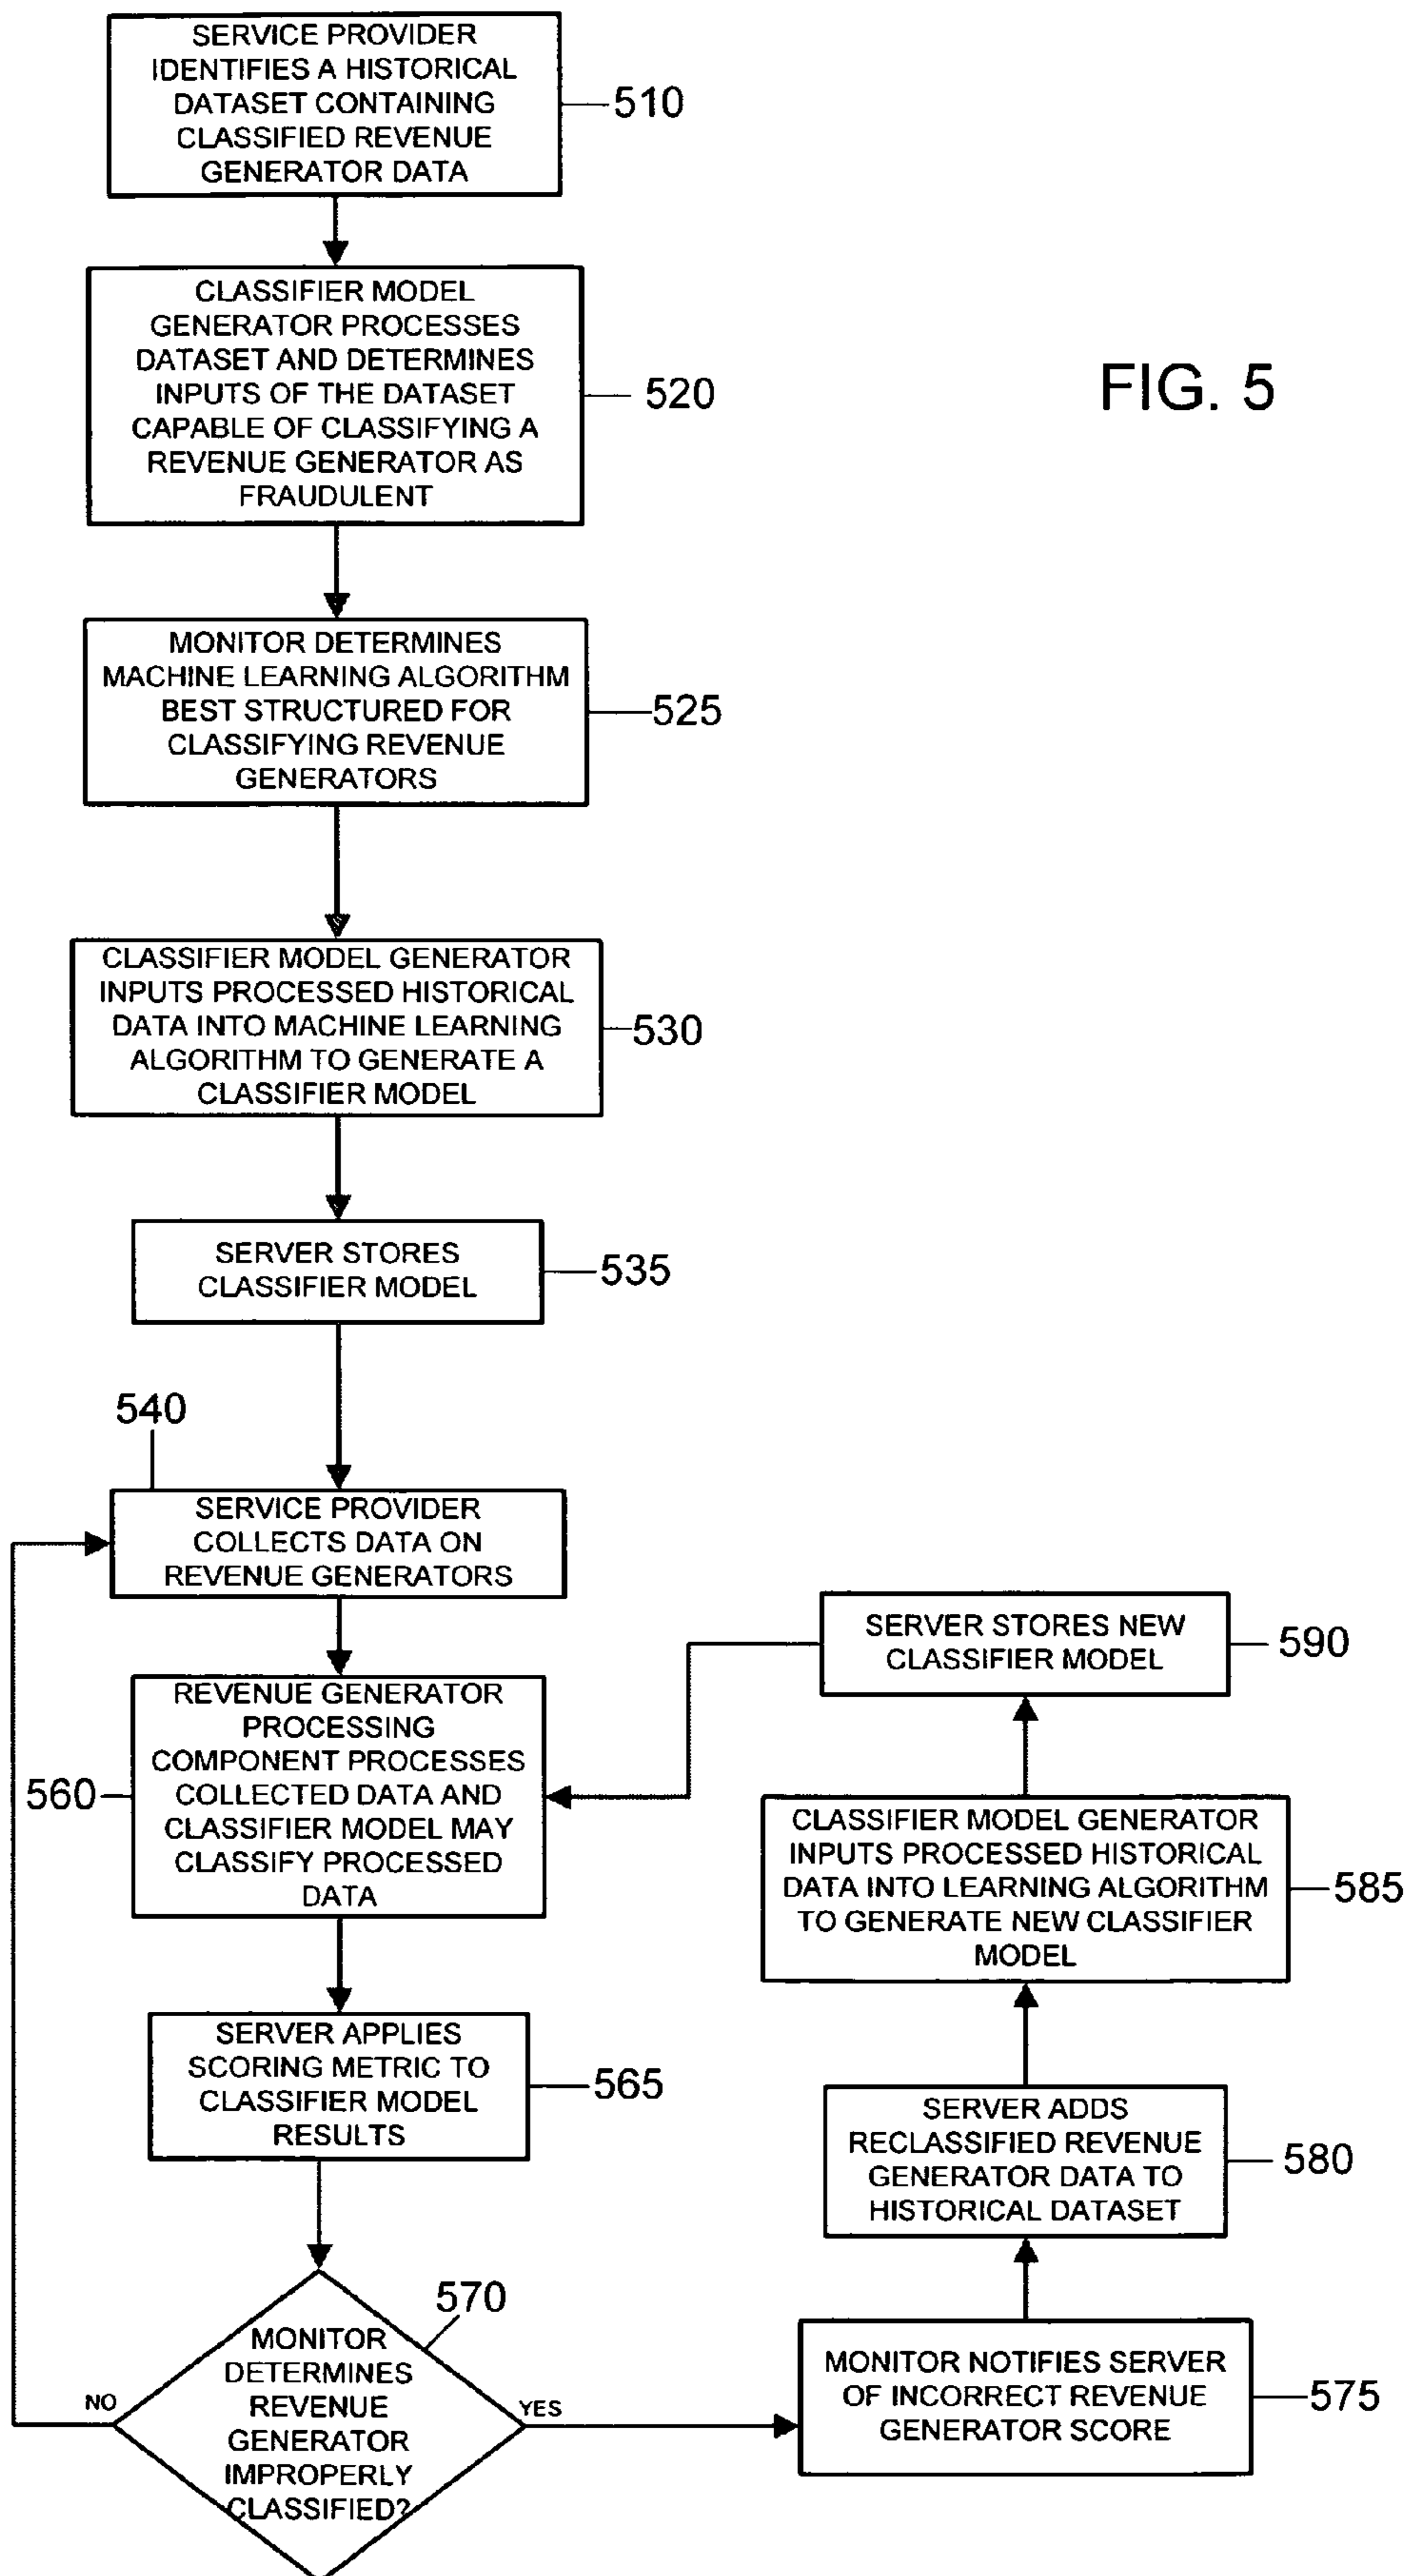 SERVICE PROVIDER
IDENTIFIES A HISTORICAL
DATASET CONTAINING
CLASSIFIED REVENUE
GENERATOR DATA
510
CLASSIFIER MODEL
GENERATOR PROCESSES
DATASET AND DETERMINES
INPUTS OF THE DATASET
CAPABLE OF CLASSIFYING A
REVENUE GENERATOR AS
FRAUDULENT
520
FIG. 5
MONITOR DETERMINES
MACHINE LEARNING ALGORITHM
BEST STRUCTURED FOR
CLASSIFYING REVENUE
GENERATORS
525
CLASSIFIER MODEL GENERATOR
INPUTS PROCESSED HISTORICAL
DATA INTO MACHINE LEARNING
ALGORITHM TO GENERATE A
CLASSIFIER MODEL
530
SERVER STORES
CLASSIFIER MODEL
535
540
SERVICE PROVIDER
COLLECTS DATA ON
REVENUE GENERATORS
REVENUE GENERATOR
PROCESSING
COMPONENT PROCESSES
COLLECTED DATA AND
CLASSIFIER MODEL MAY
CLASSIFY PROCESSED
DATA
560
SERVER APPLIES
SCORING METRIC TO
CLASSIFIER MODEL
RESULTS
565
570
MONITOR
DETERMINES
REVENUE
GENERATOR
IMPROPERLY
CLASSIFIED?
NO
YES
MONITOR NOTIFIES SERVER
OF INCORRECT REVENUE
GENERATOR SCORE
575
SERVER ADDS
RECLASSIFIED REVENUE
GENERATOR DATA TO
HISTORICAL DATASET
580
CLASSIFIER MODEL GENERATOR
INPUTS PROCESSED HISTORICAL
DATA INTO LEARNING ALGORITHM
TO GENERATE NEW CLASSIFIER
MODEL
585
SERVER STORES NEW
CLASSIFIER MODEL
590